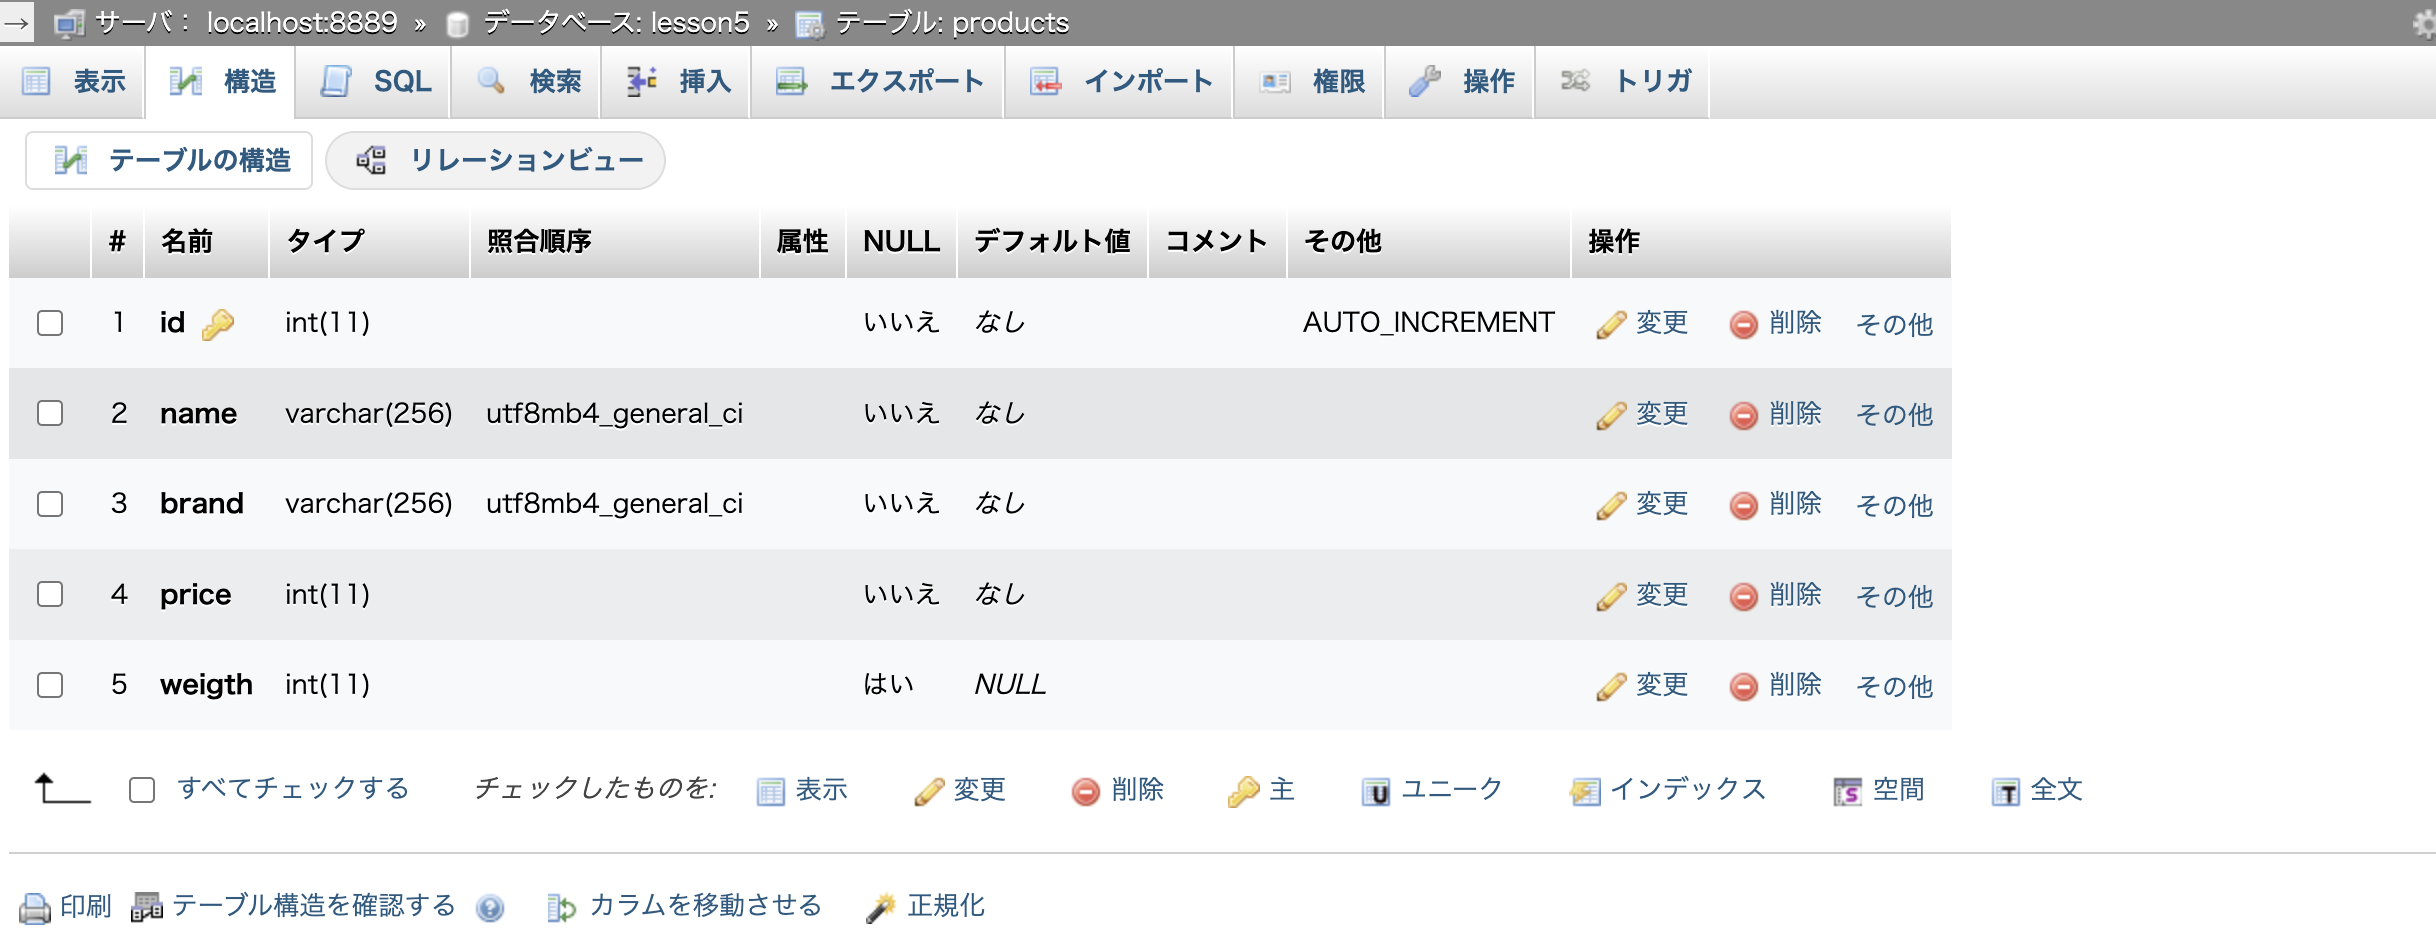 → サーバ： localhost:8889 » データベース: lesson5 » テーブル: products
表示 構造 SQL 検索 挿入 エクスポート インポート 権限 操作 トリガ
テーブルの構造 リレーションビュー
# 名前 タイプ 照合順序 属性 NULL デフォルト値 コメント その他 操作
1 id int(11) いいえ なし AUTO_INCREMENT 変更 削除 その他
2 name varchar(256) utf8mb4_general_ci いいえ なし 変更 削除 その他
3 brand varchar(256) utf8mb4_general_ci いいえ なし 変更 削除 その他
4 price int(11) いいえ なし 変更 削除 その他
5 weigth int(11) はい NULL 変更 削除 その他
すべてチェックする チェックしたものを: 表示 変更 削除 主 ユニーク インデックス 空間 全文
印刷 テーブル構造を確認する カラムを移動させる 正規化